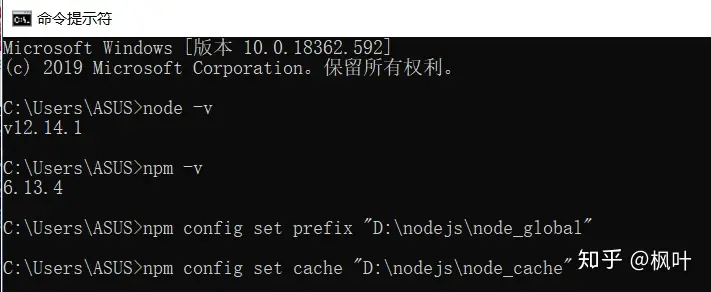 命令提示符
Microsoft Windows [版本 10.0.18362.592]
(c) 2019 Microsoft Corporation。保留所有权利。
C:\Users\ASUS>node -v
v12.14.1
C:\Users\ASUS>npm -v
6.13.4
C:\Users\ASUS>npm config set prefix "D:\nodejs\node_global"
C:\Users\ASUS>npm config set cache "D:\nodejs\node_cache"
知乎 @枫叶